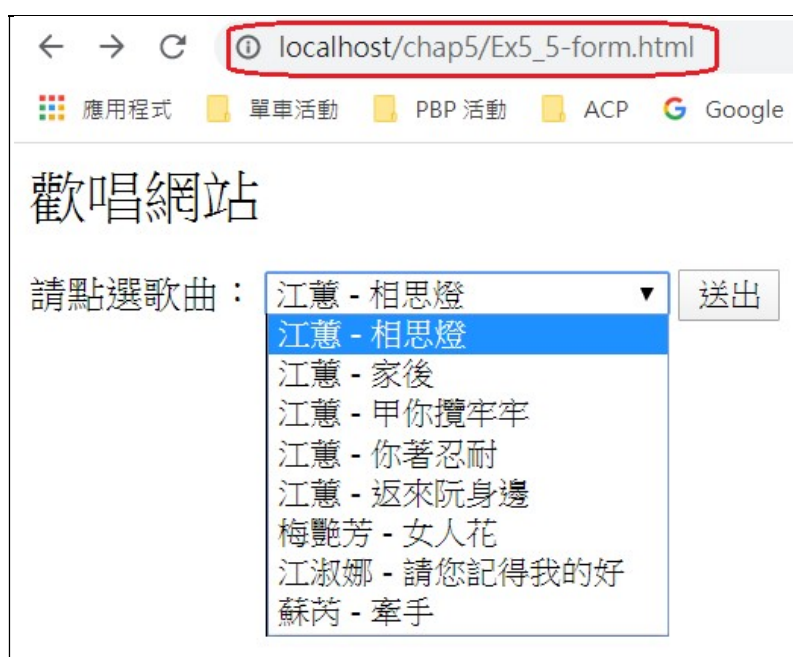 localhost/chap5/Ex5_5-form.html
應用程式 單車活動 PBP 活動 ACP G Google
歡唱網站
請點選歌曲： 江蕙 - 相思燈 送出
江蕙 - 相思燈
江蕙 - 家後
江蕙 - 甲你攬牢牢
江蕙 - 你著忍耐
江蕙 - 返來阮身邊
梅艷芳 - 女人花
江淑娜 - 請您記得我的好
蘇芮 - 牽手